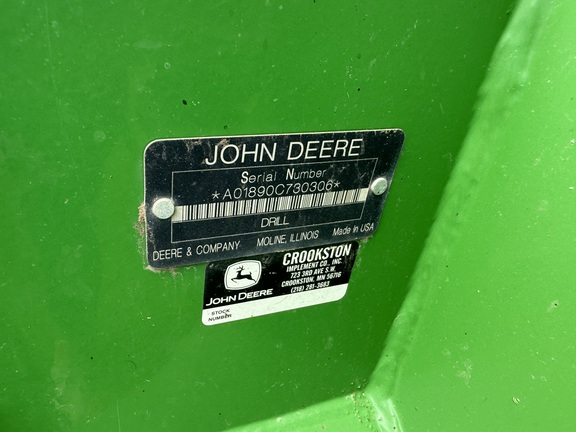 JOHN DEERE
Serial Number
*A01890C730306*
DRILL
DEERE & COMPANY MOLINE, ILLINOIS Made in USA
JOHN DEERE
CROOKSTON
IMPLEMENT CO., INC.
723 3RD AVE S.W.
CROOKSTON, MN 56716
(218) 281-3683
STOCK
NUMBER